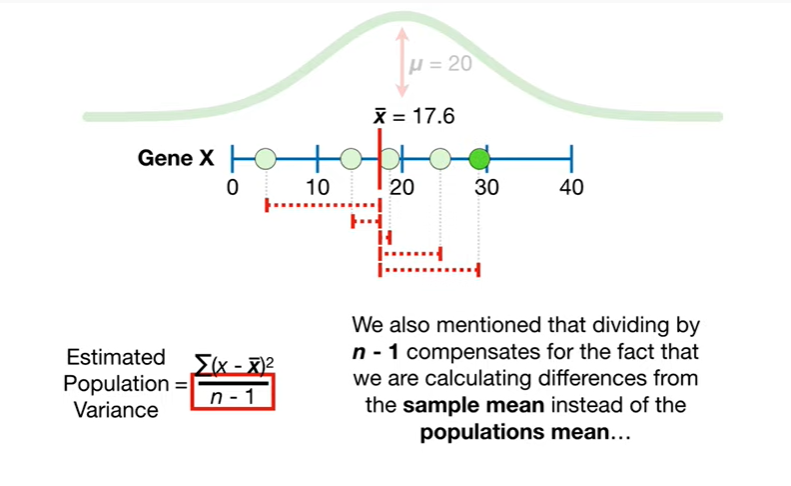 μ = 20
x̄ = 17.6
Gene X
0 10 20 30 40
Estimated
Population
Variance
=
∑(x - x̄)²
n - 1
We also mentioned that dividing by
n - 1 compensates for the fact that
we are calculating differences from
the sample mean instead of the
populations mean…